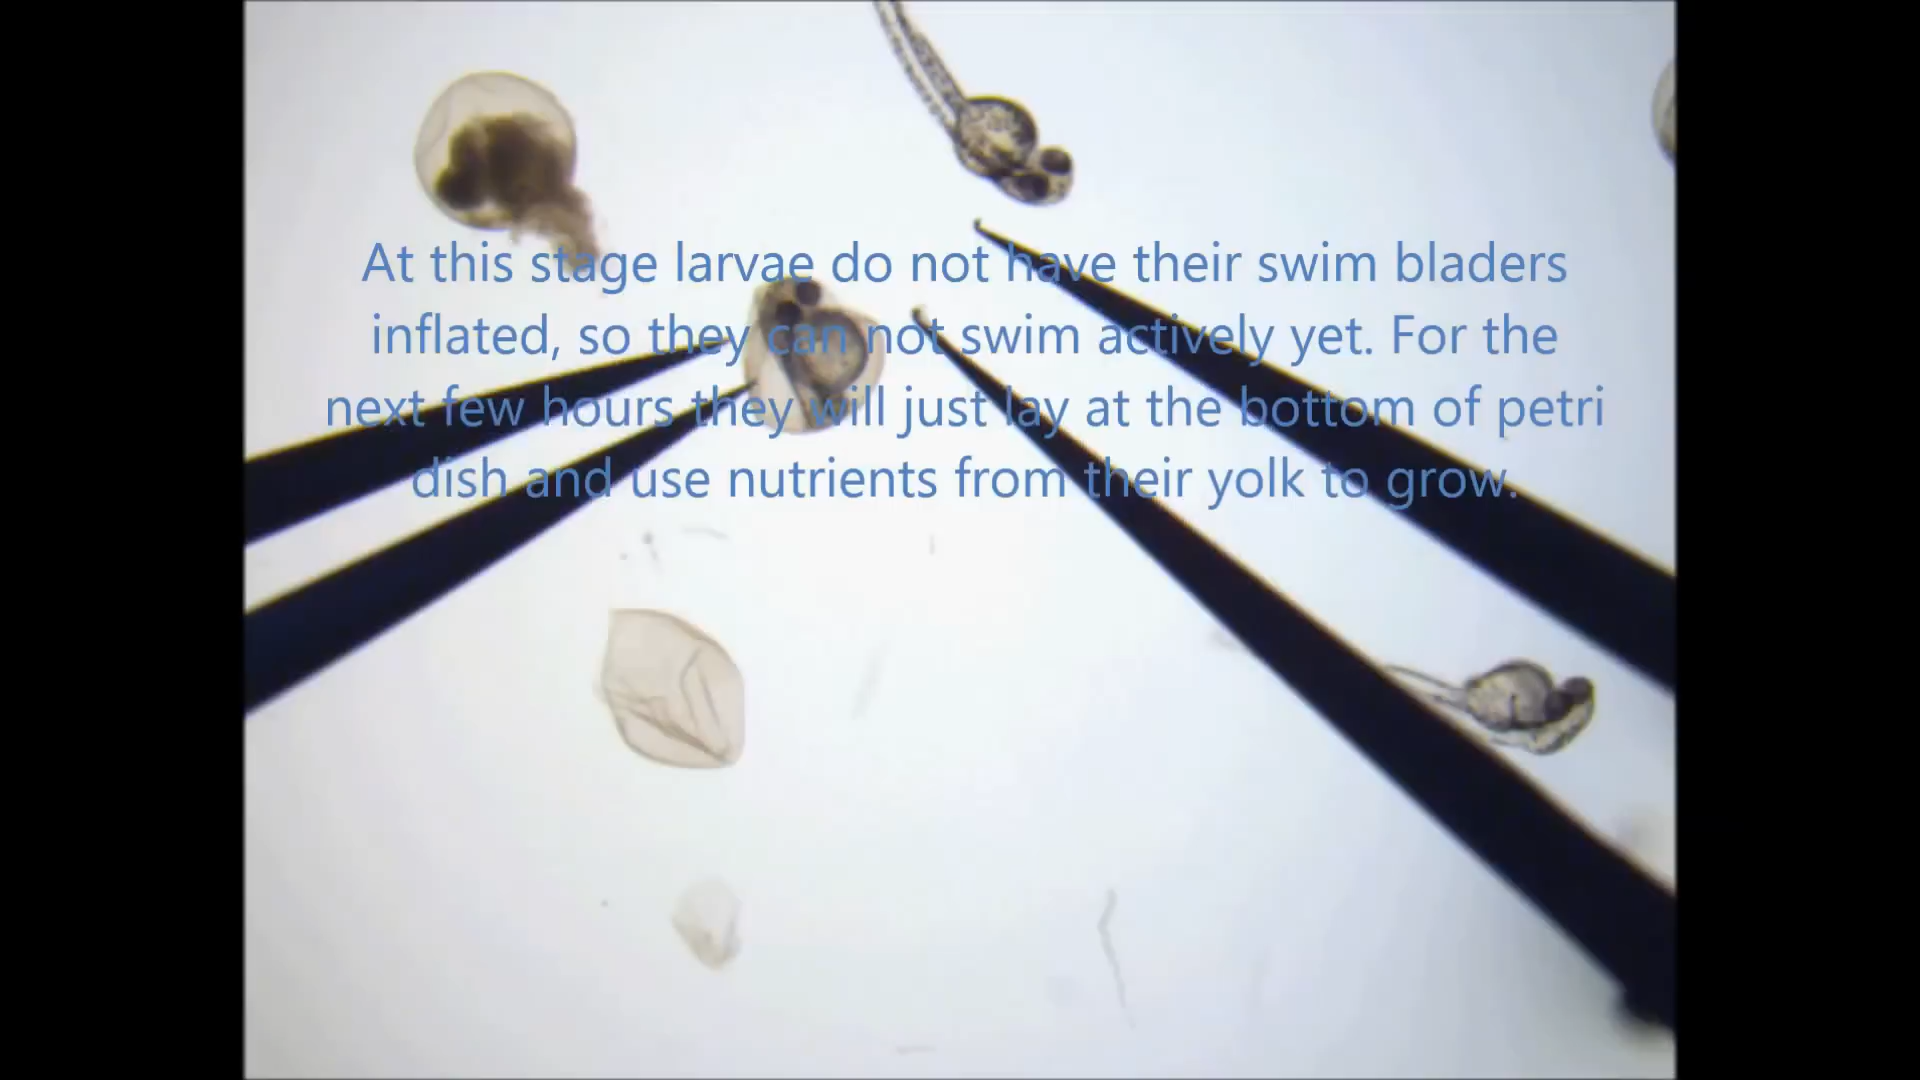 At this stage larvae do not have their swim bladers
inflated, so they can not swim actively yet. For the
next few hours they will just lay at the bottom of petri
dish and use nutrients from their yolk to grow.